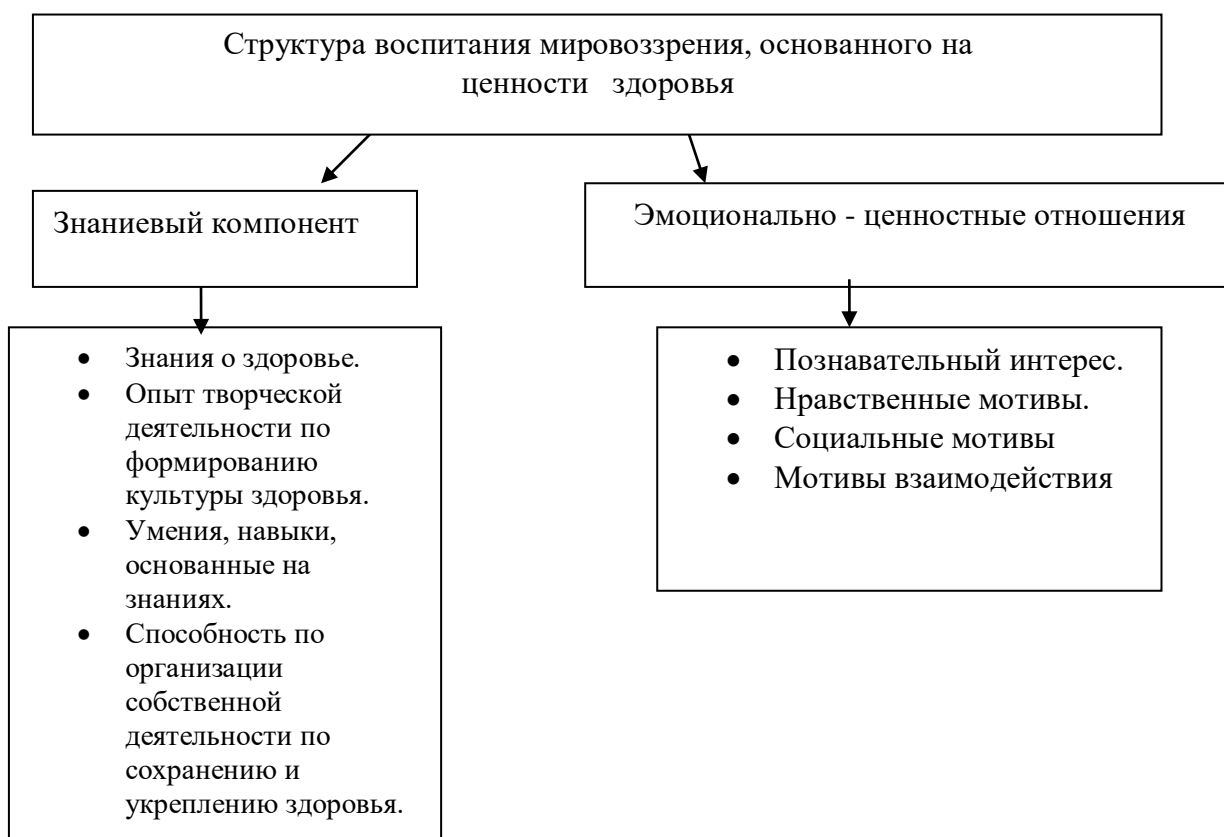 Структура воспитания мировоззрения, основанного на
ценности здоровья
Знаниевый компонент
Эмоционально - ценностные отношения
• Знания о здоровье.
• Опыт творческой
деятельности по
формированию
культуры здоровья.
• Умения, навыки,
основанные на
знаниях.
• Способность по
организации
собственной
деятельности по
сохранению и
укреплению здоровья.
• Познавательный интерес.
• Нравственные мотивы.
• Социальные мотивы
• Мотивы взаимодействия